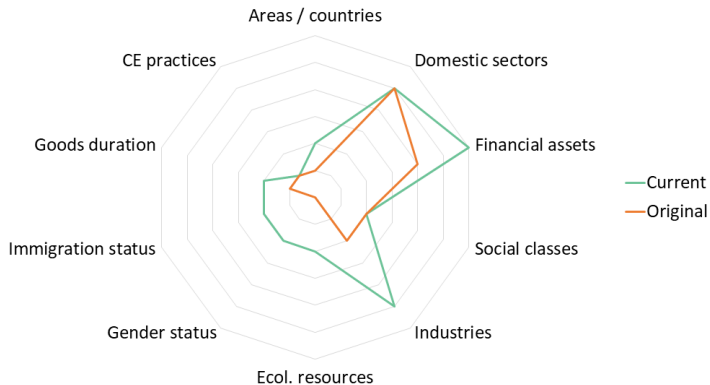 Areas / countries
CE practices
Domestic sectors
Goods duration
Financial assets
Current
Original
Immigration status
Social classes
Gender status
Industries
Ecol. resources